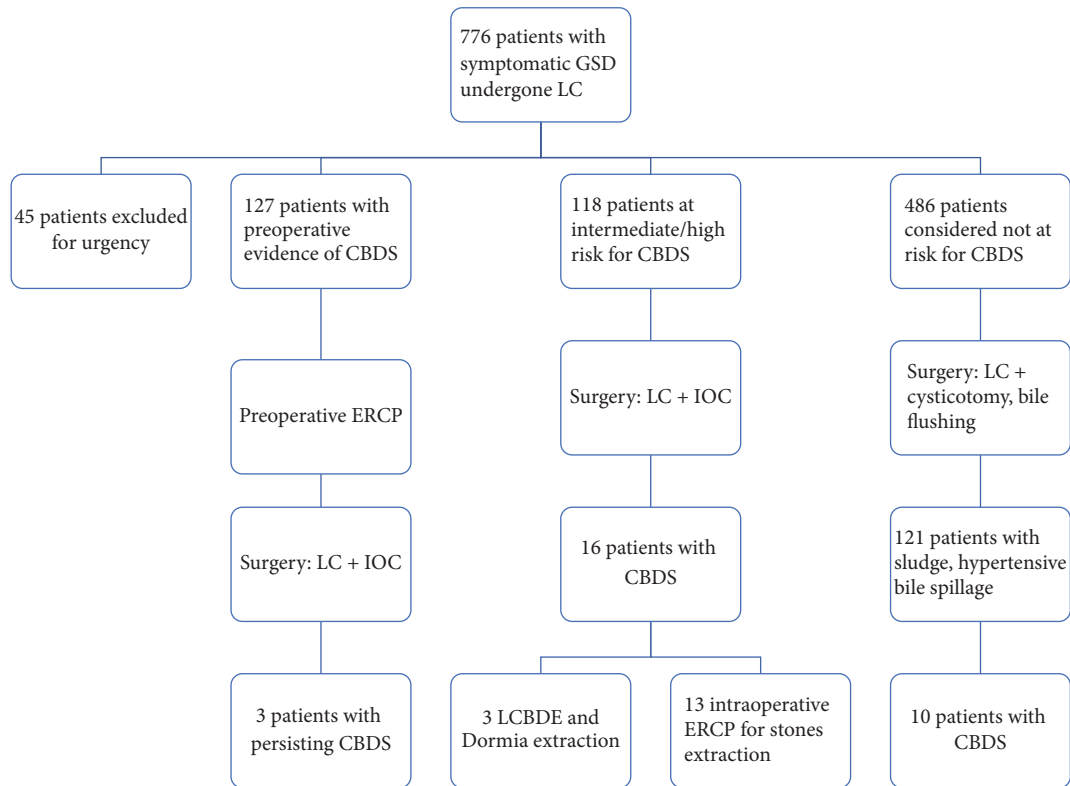 776 patients with
symptomatic GSD
undergone LC
45 patients excluded
for urgency
127 patients with
preoperative
evidence of CBDS
118 patients at
intermediate/high
risk for CBDS
486 patients
considered not at
risk for CBDS
Preoperative ERCP
Surgery: LC + IOC
Surgery: LC +
cysticotomy, bile
flushing
Surgery: LC + IOC
16 patients with
CBDS
121 patients with
sludge, hypertensive
bile spillage
3 patients with
persisting CBDS
3 LCBDE and
Dormia extraction
13 intraoperative
ERCP for stones
extraction
10 patients with
CBDS